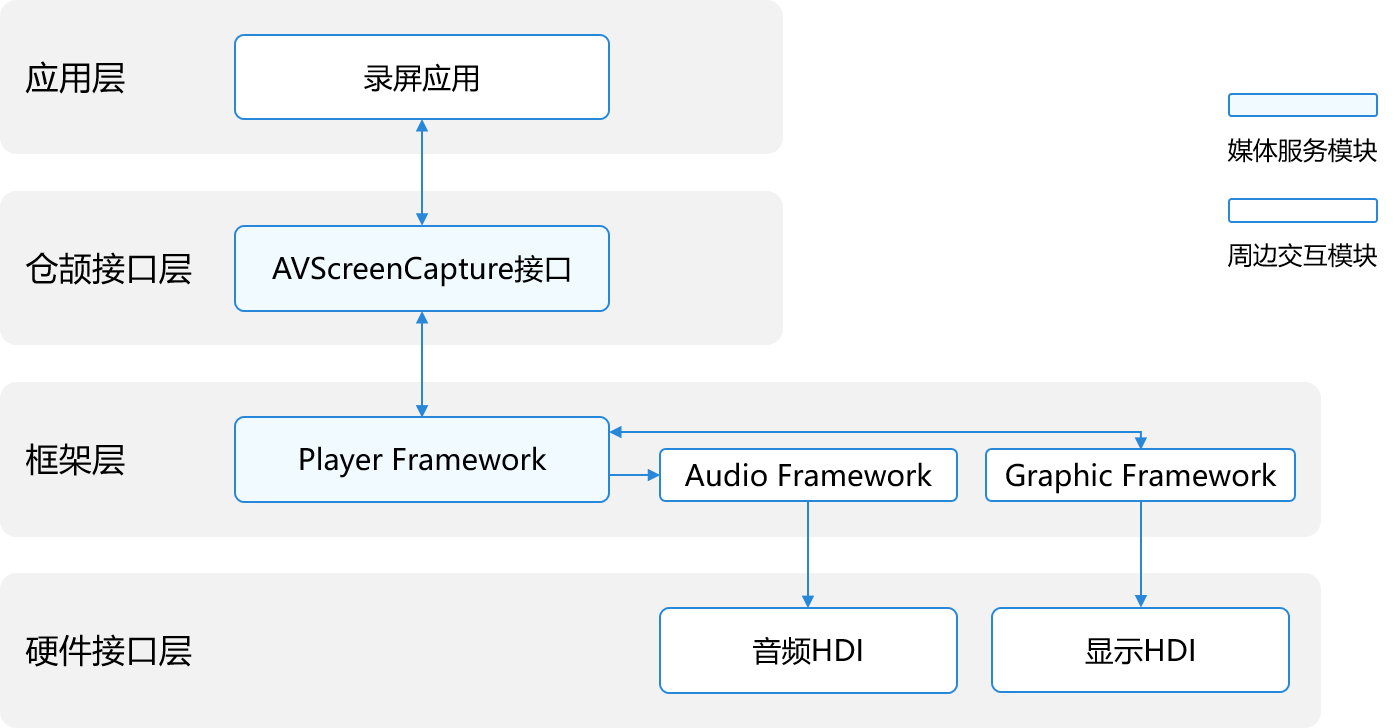 应用层
录屏应用
媒体服务模块
周边交互模块
仓颉接口层
AVScreenCapture接口
框架层
Player Framework
Audio Framework
Graphic Framework
硬件接口层
音频HDI
显示HDI